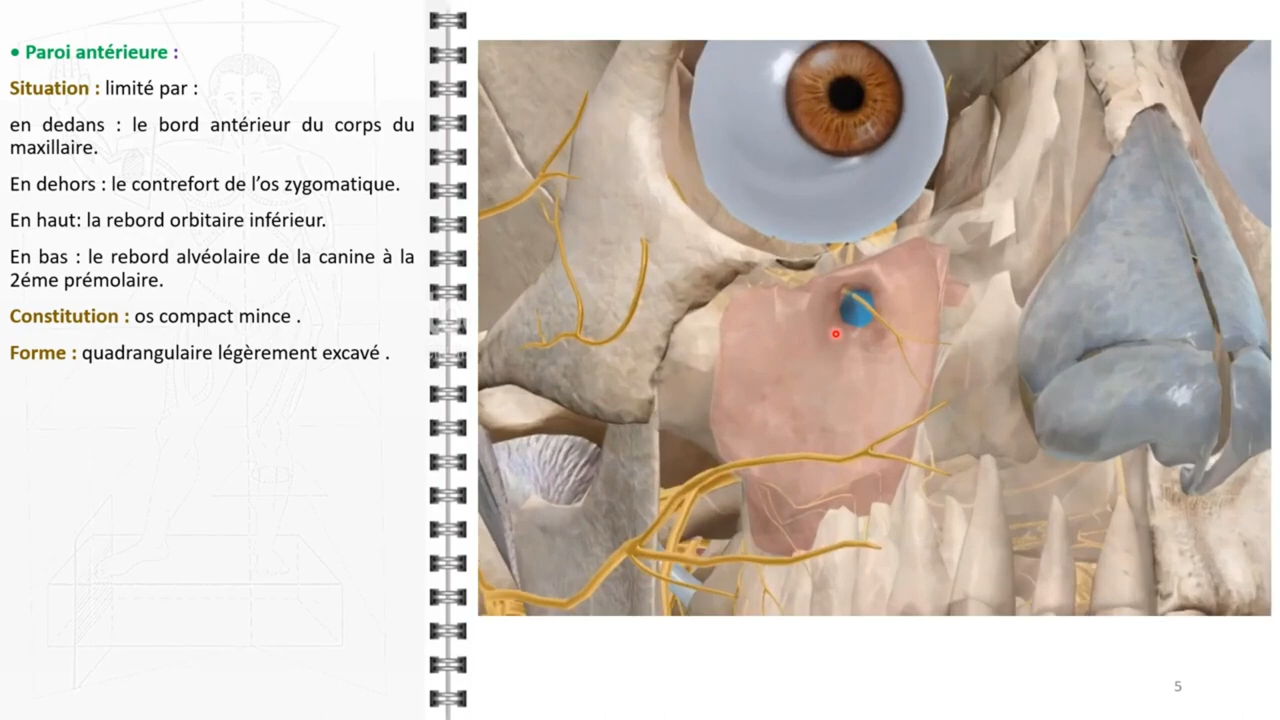 • Paroi antérieure :
Situation : limité par :
en dedans : le bord antérieur du corps du
maxillaire.
En dehors : le contrefort de l’os zygomatique.
En haut: la rebord orbitaire inférieur.
En bas : le rebord alvéolaire de la canine à la
2éme prémolaire.
Constitution : os compact mince .
Forme : quadrangulaire légèrement excavé .
5